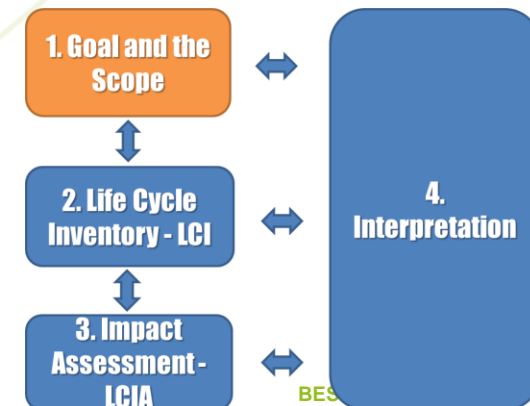 1. Goal and the
Scope
2. Life Cycle
Inventory - LCI
3. Impact
Assessment -
LCIA
4.
Interpretation
BES